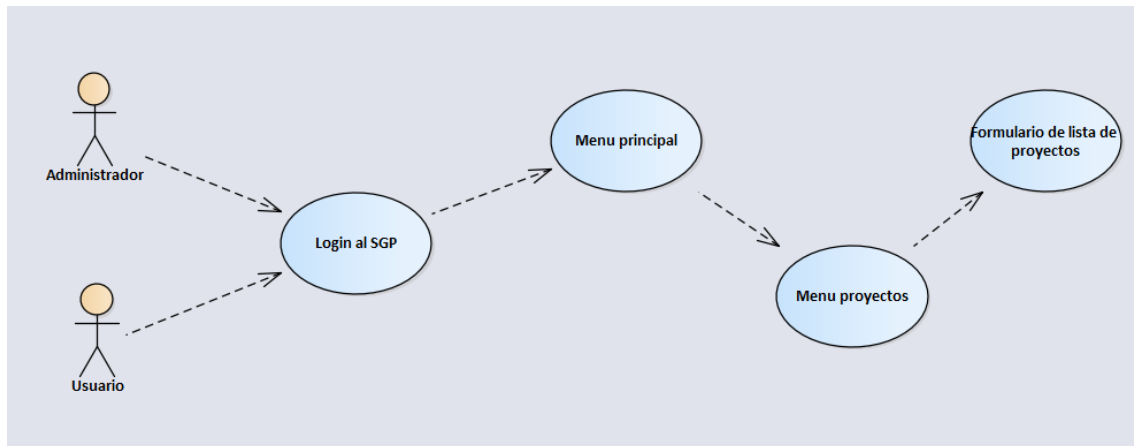 Administrador
Usuario
Login al SGP
Menu principal
Menu proyectos
Formulario de lista de
proyectos